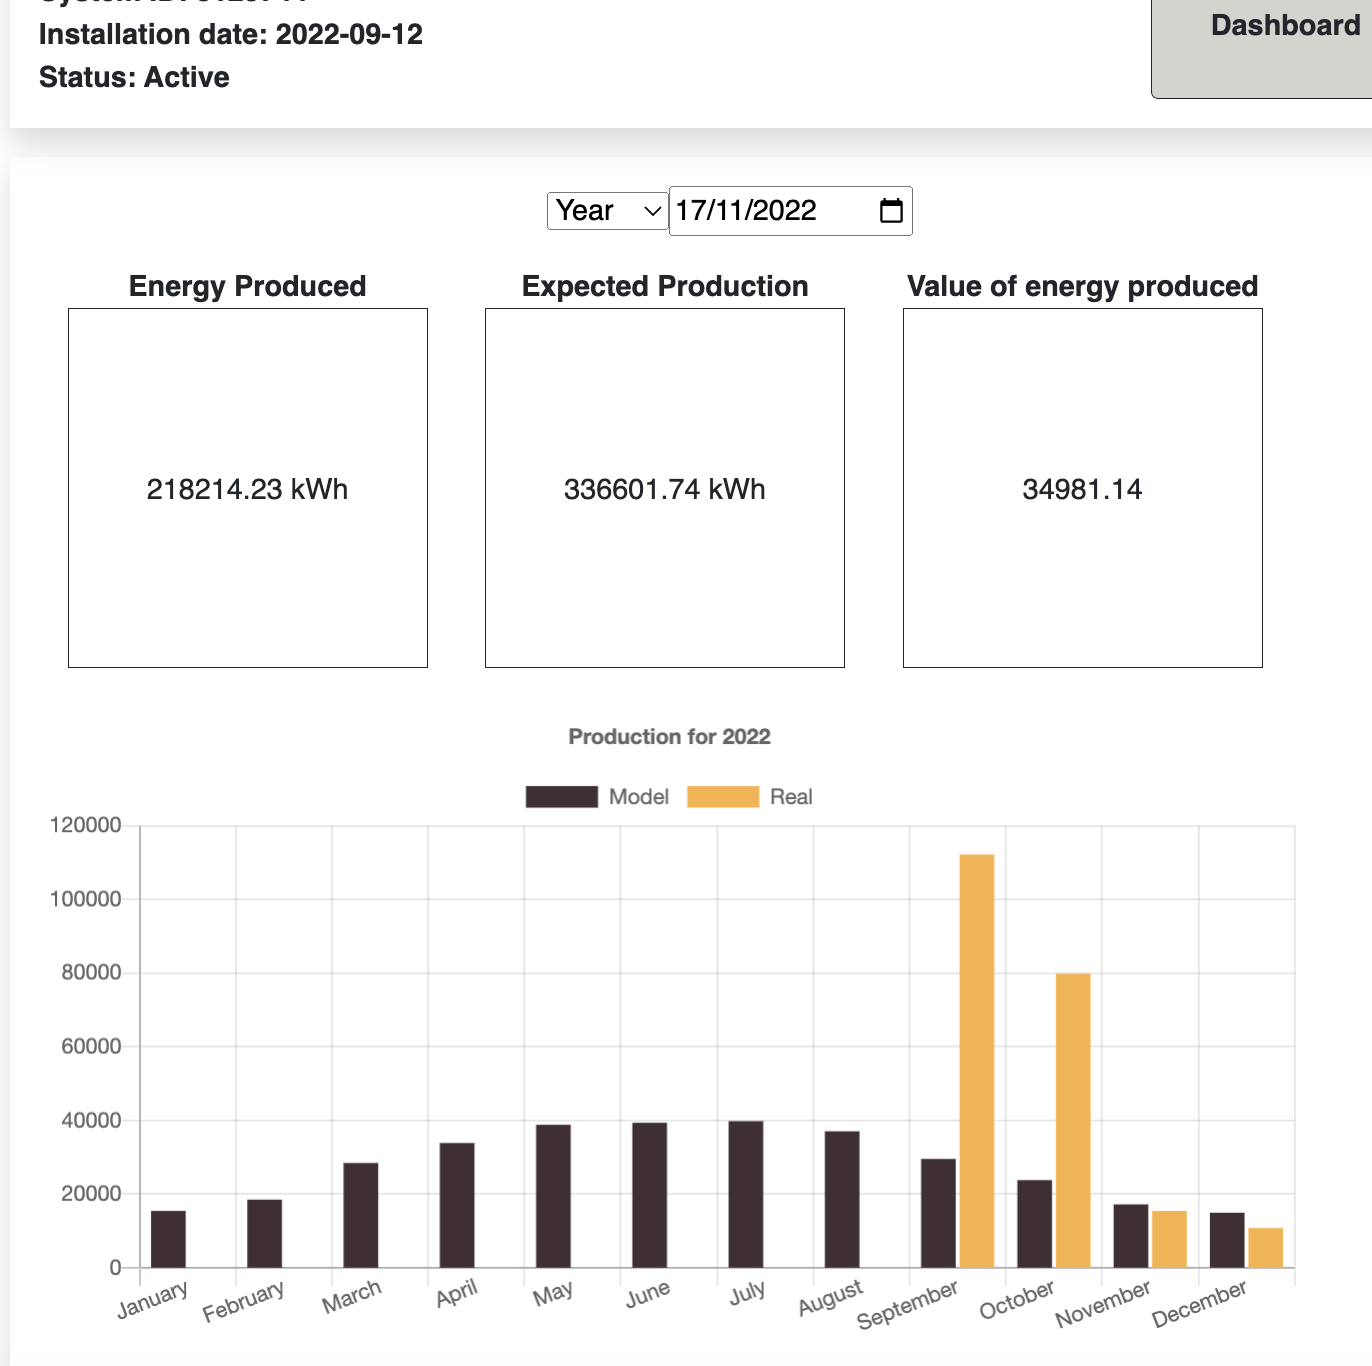 Installation date: 2022-09-12
Status: Active
Dashboard
Year
17/11/2022
Energy Produced
Expected Production
Value of energy produced
218214.23 kWh
336601.74 kWh
34981.14
Production for 2022
Model
Real
120000
100000
80000
60000
40000
20000
0
January
February
March
April
May
June
July
August
September
October
November
December